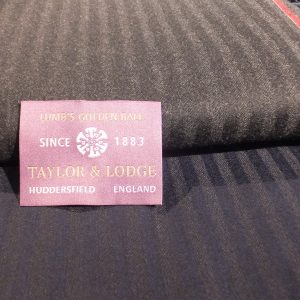 LUMB'S GOLDEN BALE
SINCE 1883
TAYLOR & LODGE
HUDDERSFIELD ENGLAND